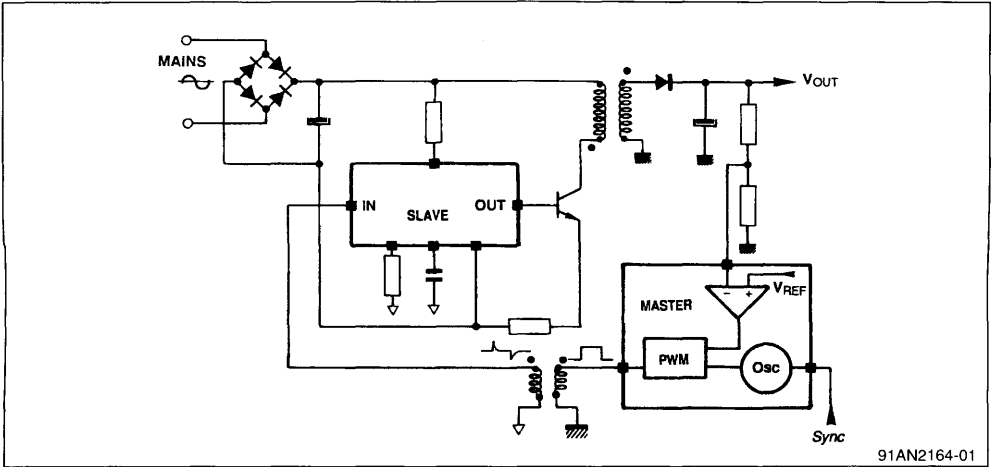 MAINS
VOUT
IN
SLAVE
OUT
MASTER
− +
VREF
PWM
Osc
Sync
91AN2164-01